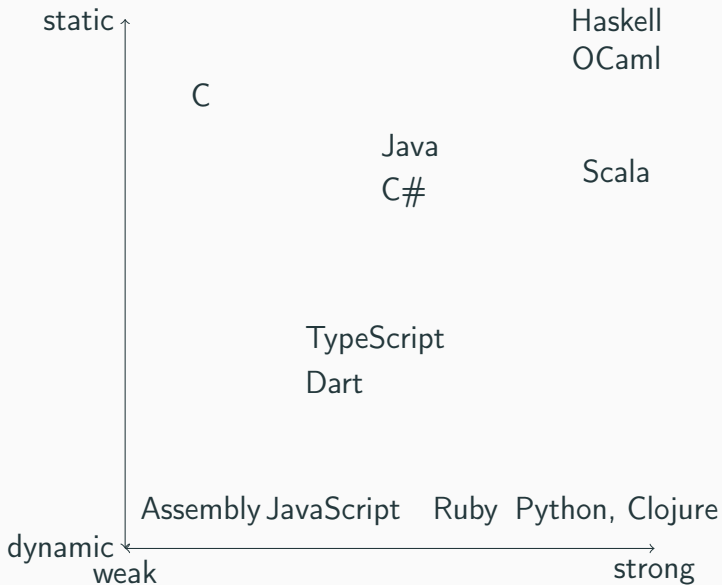 static
Haskell
OCaml
C
Java
Scala
C#
TypeScript
Dart
Assembly JavaScript Ruby Python, Clojure
dynamic
weak
strong